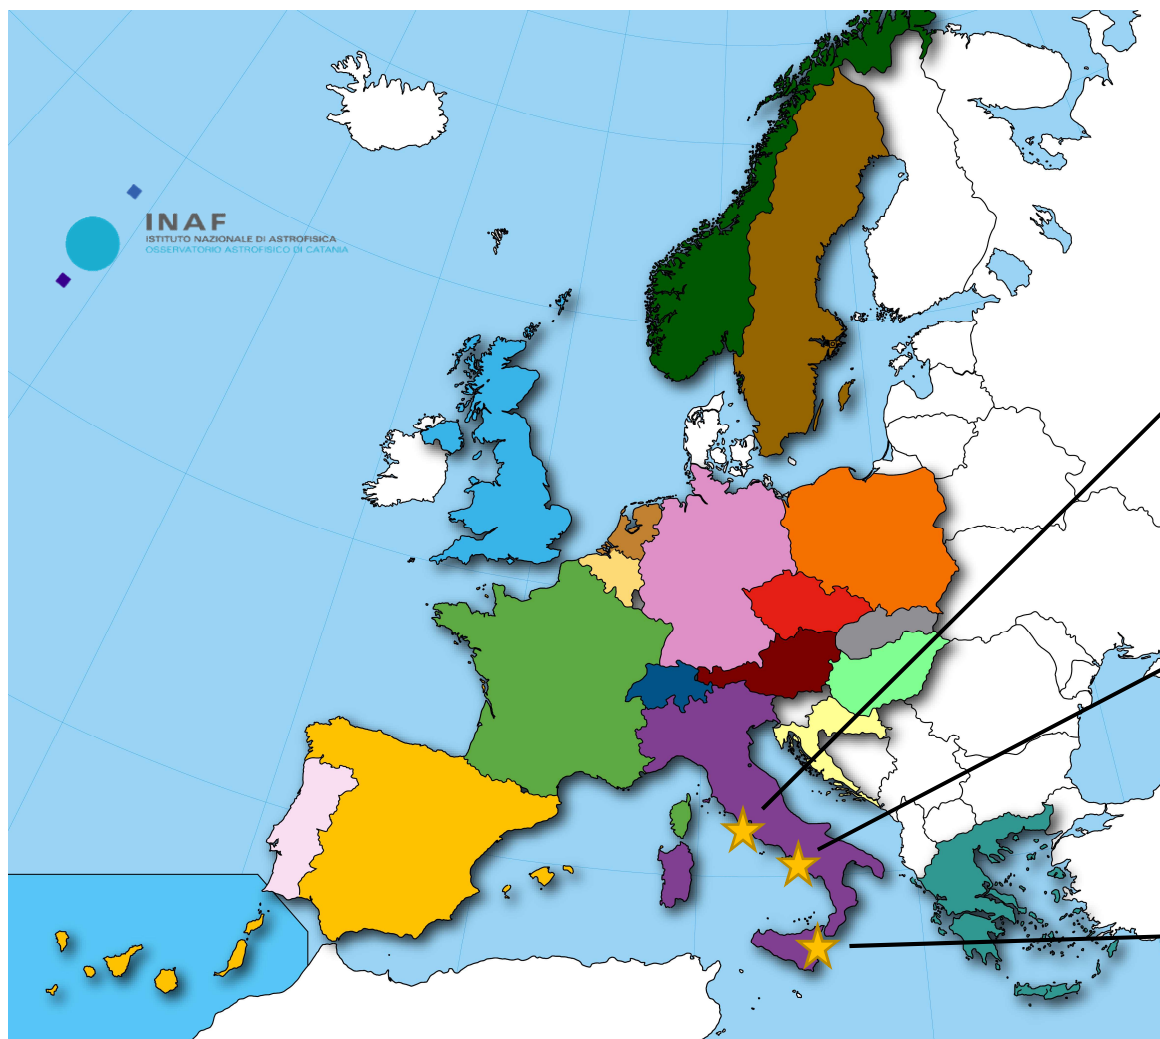 INAF
ISTITUTO NAZIONALE DI ASTROFISICA
OSSERVATORIO ASTROFISICO DI CATANIA